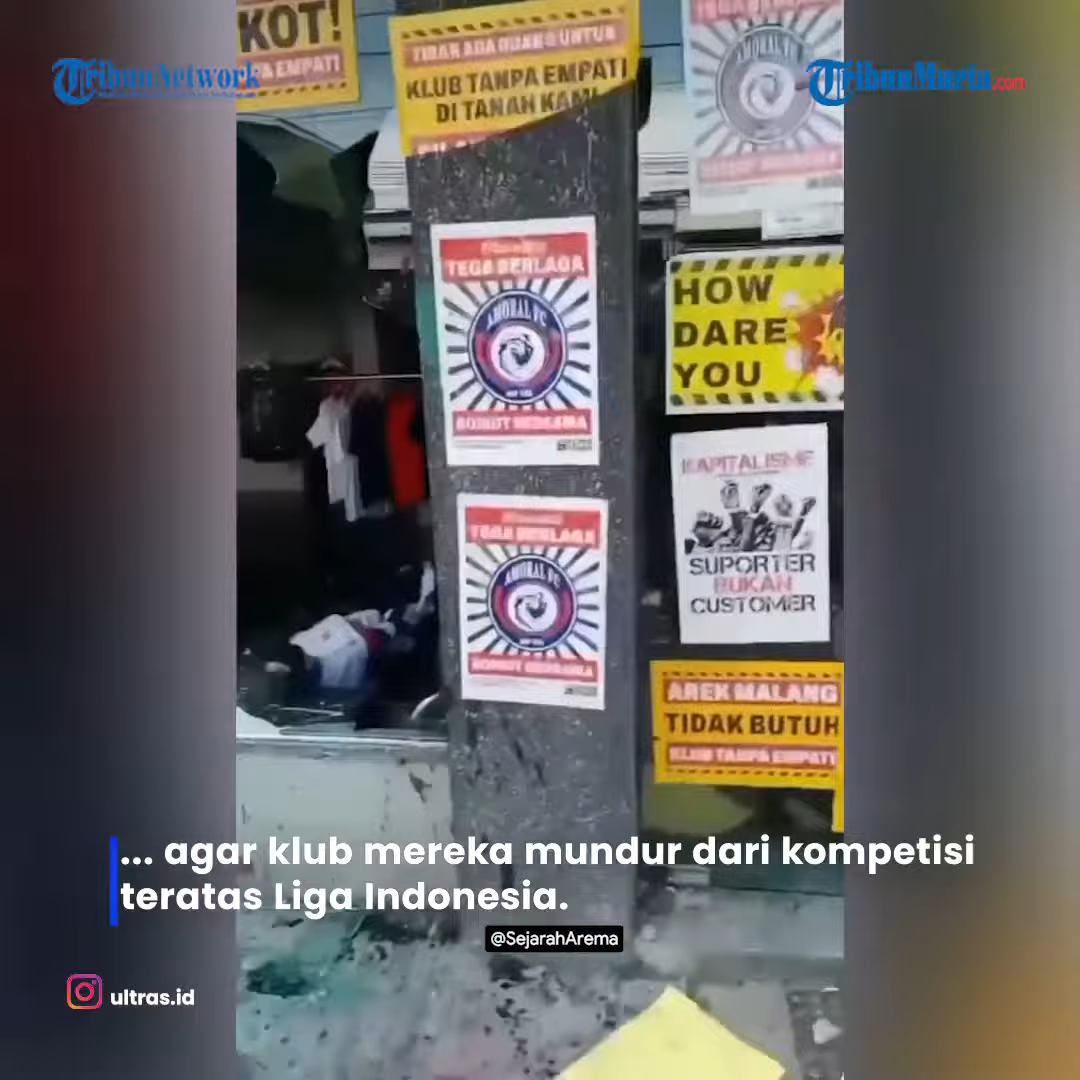 KOT!
A EMPATI
TribunNetwork
TIDAK ADA RUANG UNTUK
KLUB TANPA EMPATI
DI TANAH KAMI
TribunMuria.com
TEGA BERLAGA
AMORAL FC
BOIKOT BERSAMA
HOW
DARE
YOU
KAPITALISME
SUPORTER
BUKAN
CUSTOMER
TEGA BERLAGA
AMORAL FC
BOIKOT BERSAMA
AREK MALANG
TIDAK BUTUH
KLUB TANPA EMPATI
... agar klub mereka mundur dari kompetisi
teratas Liga Indonesia.
@SejarahArema
ultras.id